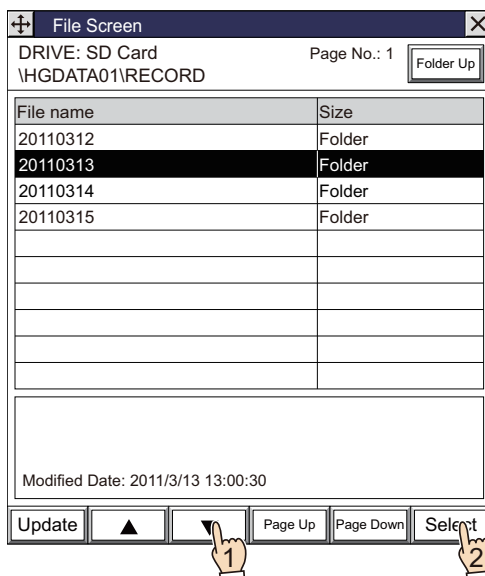 File Screen
DRIVE: SD Card
Page No.: 1
\HGDATA01\RECORD
Folder Up
File name Size
20110312 Folder
20110313 Folder
20110314 Folder
20110315 Folder
Modified Date: 2011/3/13 13:00:30
Update ▲ ▼ Page Up Page Down Select
1 2